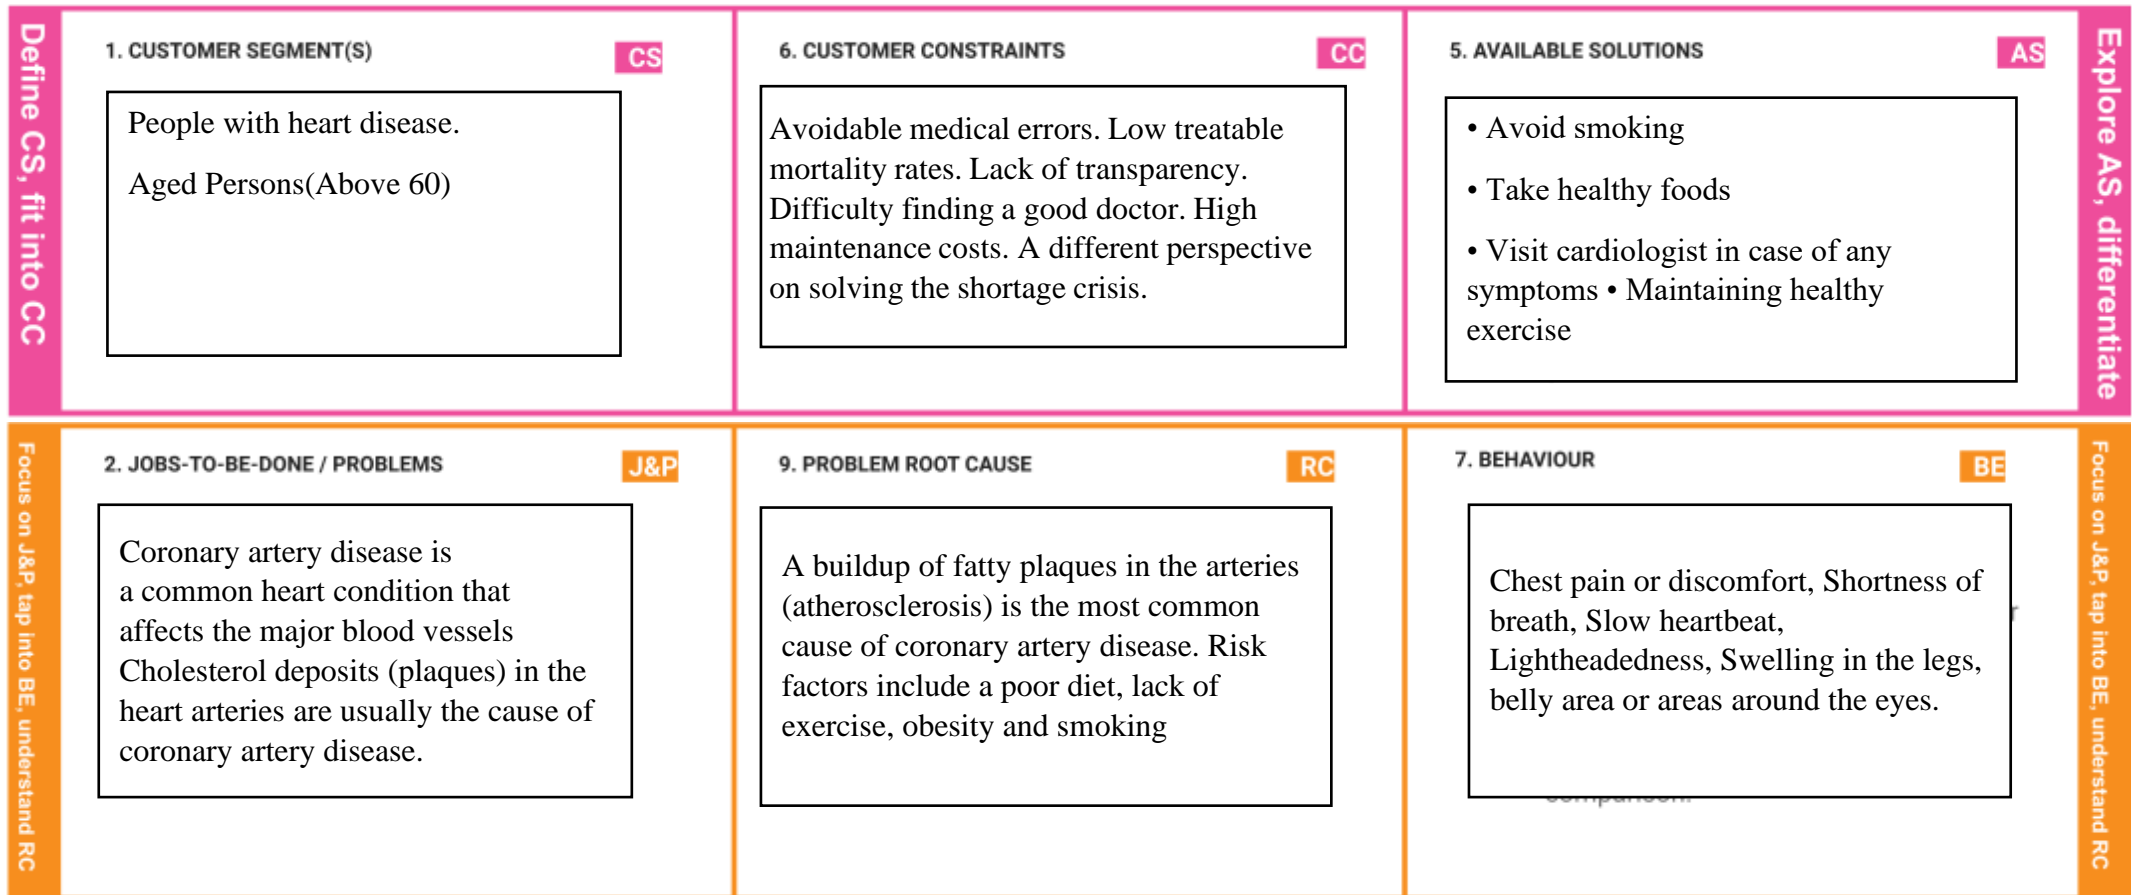 Define CS, fit into CC
1. CUSTOMER SEGMENT(S)
CS
People with heart disease.
Aged Persons(Above 60)
6. CUSTOMER CONSTRAINTS
CC
Avoidable medical errors. Low treatable
mortality rates. Lack of transparency.
Difficulty finding a good doctor. High
maintenance costs. A different perspective
on solving the shortage crisis.
5. AVAILABLE SOLUTIONS
AS
• Avoid smoking
• Take healthy foods
• Visit cardiologist in case of any
symptoms • Maintaining healthy
exercise
Explore AS, differentiate
Focus on J&P, tap into BE, understand RC
2. JOBS-TO-BE-DONE / PROBLEMS
J&P
Coronary artery disease is
a common heart condition that
affects the major blood vessels
Cholesterol deposits (plaques) in the
heart arteries are usually the cause of
coronary artery disease.
9. PROBLEM ROOT CAUSE
RC
A buildup of fatty plaques in the arteries
(atherosclerosis) is the most common
cause of coronary artery disease. Risk
factors include a poor diet, lack of
exercise, obesity and smoking
7. BEHAVIOUR
BE
Chest pain or discomfort, Shortness of
breath, Slow heartbeat,
Lightheadedness, Swelling in the legs,
belly area or areas around the eyes.
Focus on J&P, tap into BE, understand RC